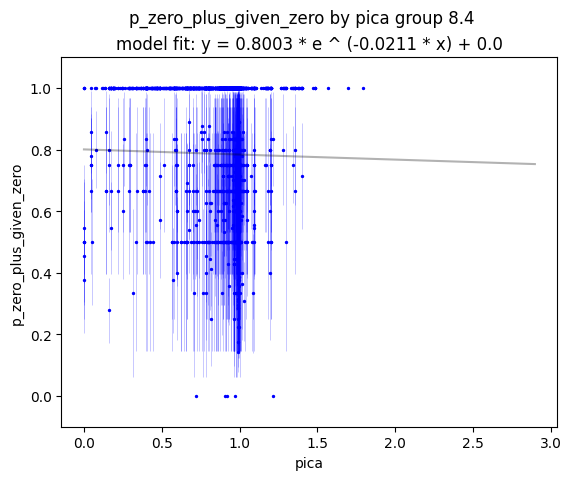 p_zero_plus_given_zero by pica group 8.4
model fit: y = 0.8003 * e ^ (-0.0211 * x) + 0.0
1.0
0.8
0.6
0.4
0.2
0.0
p_zero_plus_given_zero
0.0 0.5 1.0 1.5 2.0 2.5 3.0
pica